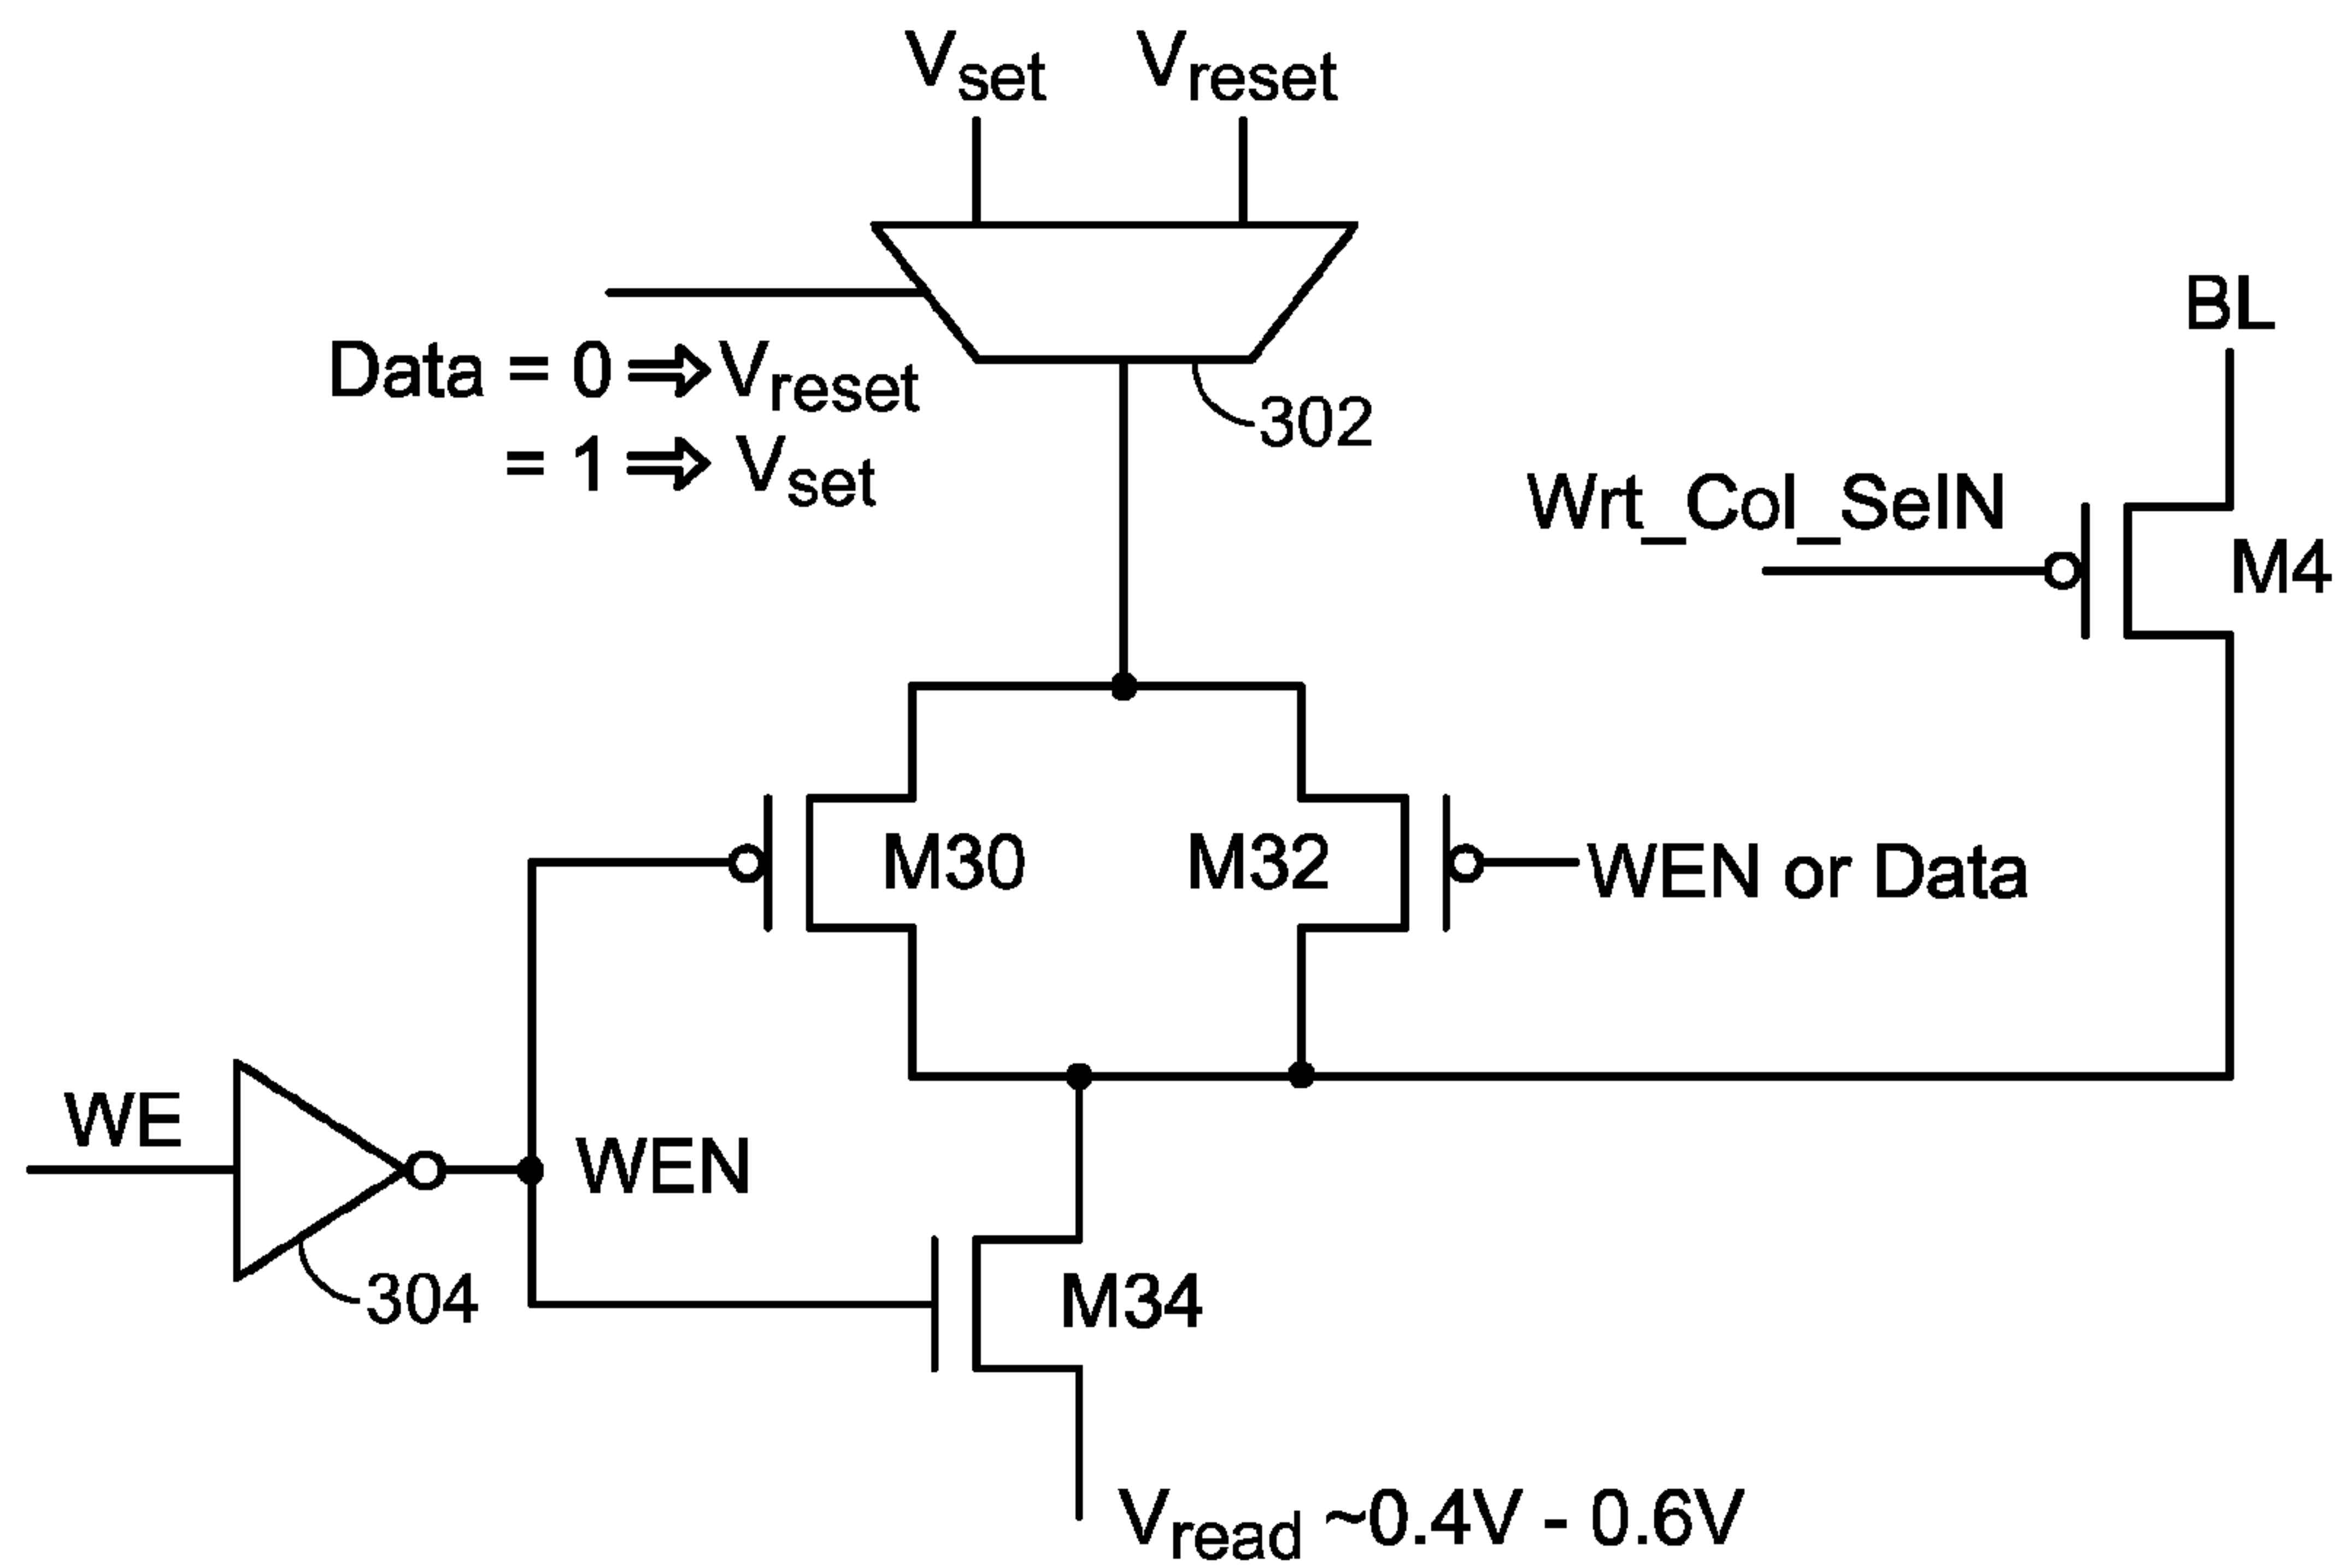 Vset Vreset
Data = 0 ⇒ Vreset
= 1 ⇒ Vset
302
BL
Wrt_Col_SelN
M4
M30
M32
WEN or Data
WE
WEN
304
M34
Vread ~0.4V - 0.6V